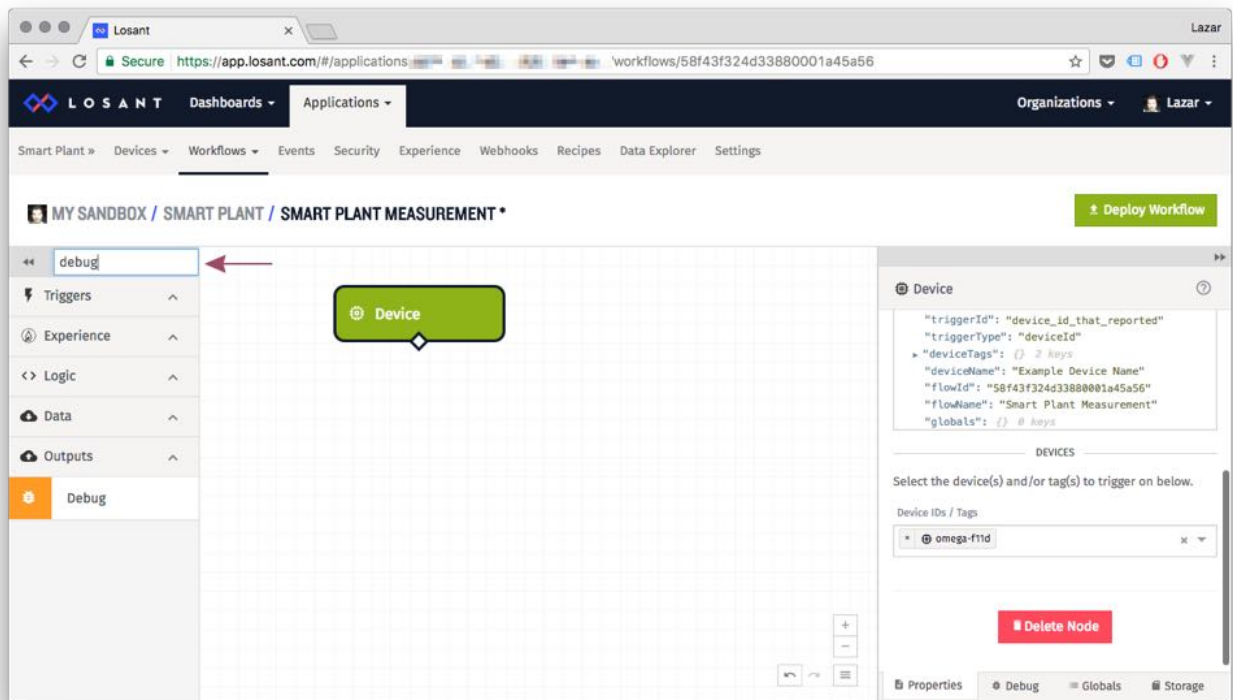 Losant
Lazar
Secure https://app.losant.com/#/applications workflows/58f43f324d33880001a45a56
LOSANT Dashboards Applications Organizations Lazar
Smart Plant » Devices Workflows Events Security Experience Webhooks Recipes Data Explorer Settings
MY SANDBOX / SMART PLANT / SMART PLANT MEASUREMENT *
Deploy Workflow
debug
Triggers
Experience
Logic
Data
Outputs
Debug
Device
Device
"triggerId": "device_id_that_reported"
"triggerType": "deviceId"
"deviceTags": {} 2 keys
"deviceName": "Example Device Name"
"flowId": "58f43f324d33880001a45a56"
"flowName": "Smart Plant Measurement"
"globals": {} 0 keys
DEVICES
Select the device(s) and/or tag(s) to trigger on below.
Device IDs / Tags
× omega-f11d
Delete Node
Properties Debug Globals Storage